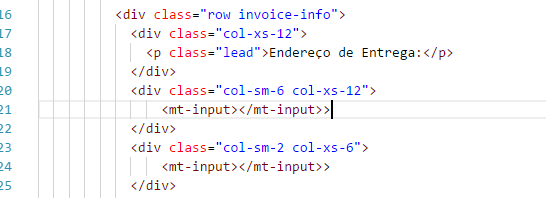 16 <div class="row invoice-info">
17 <div class="col-xs-12">
18 <p class="lead">Endereço de Entrega:</p>
19 </div>
20 <div class="col-sm-6 col-xs-12">
21 <mt-input></mt-input>>
22 </div>
23 <div class="col-sm-2 col-xs-6">
24 <mt-input></mt-input>>
25 </div>